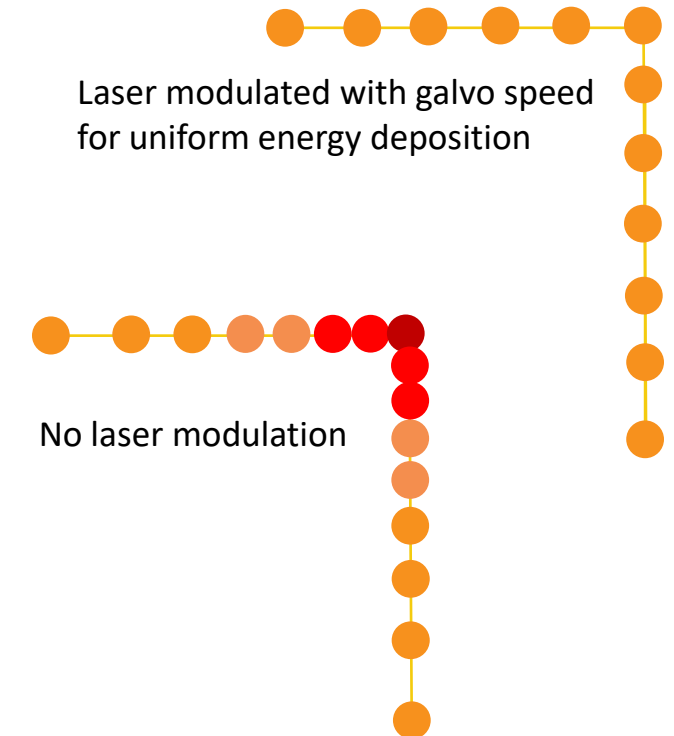 Laser modulated with galvo speed
for uniform energy deposition
No laser modulation